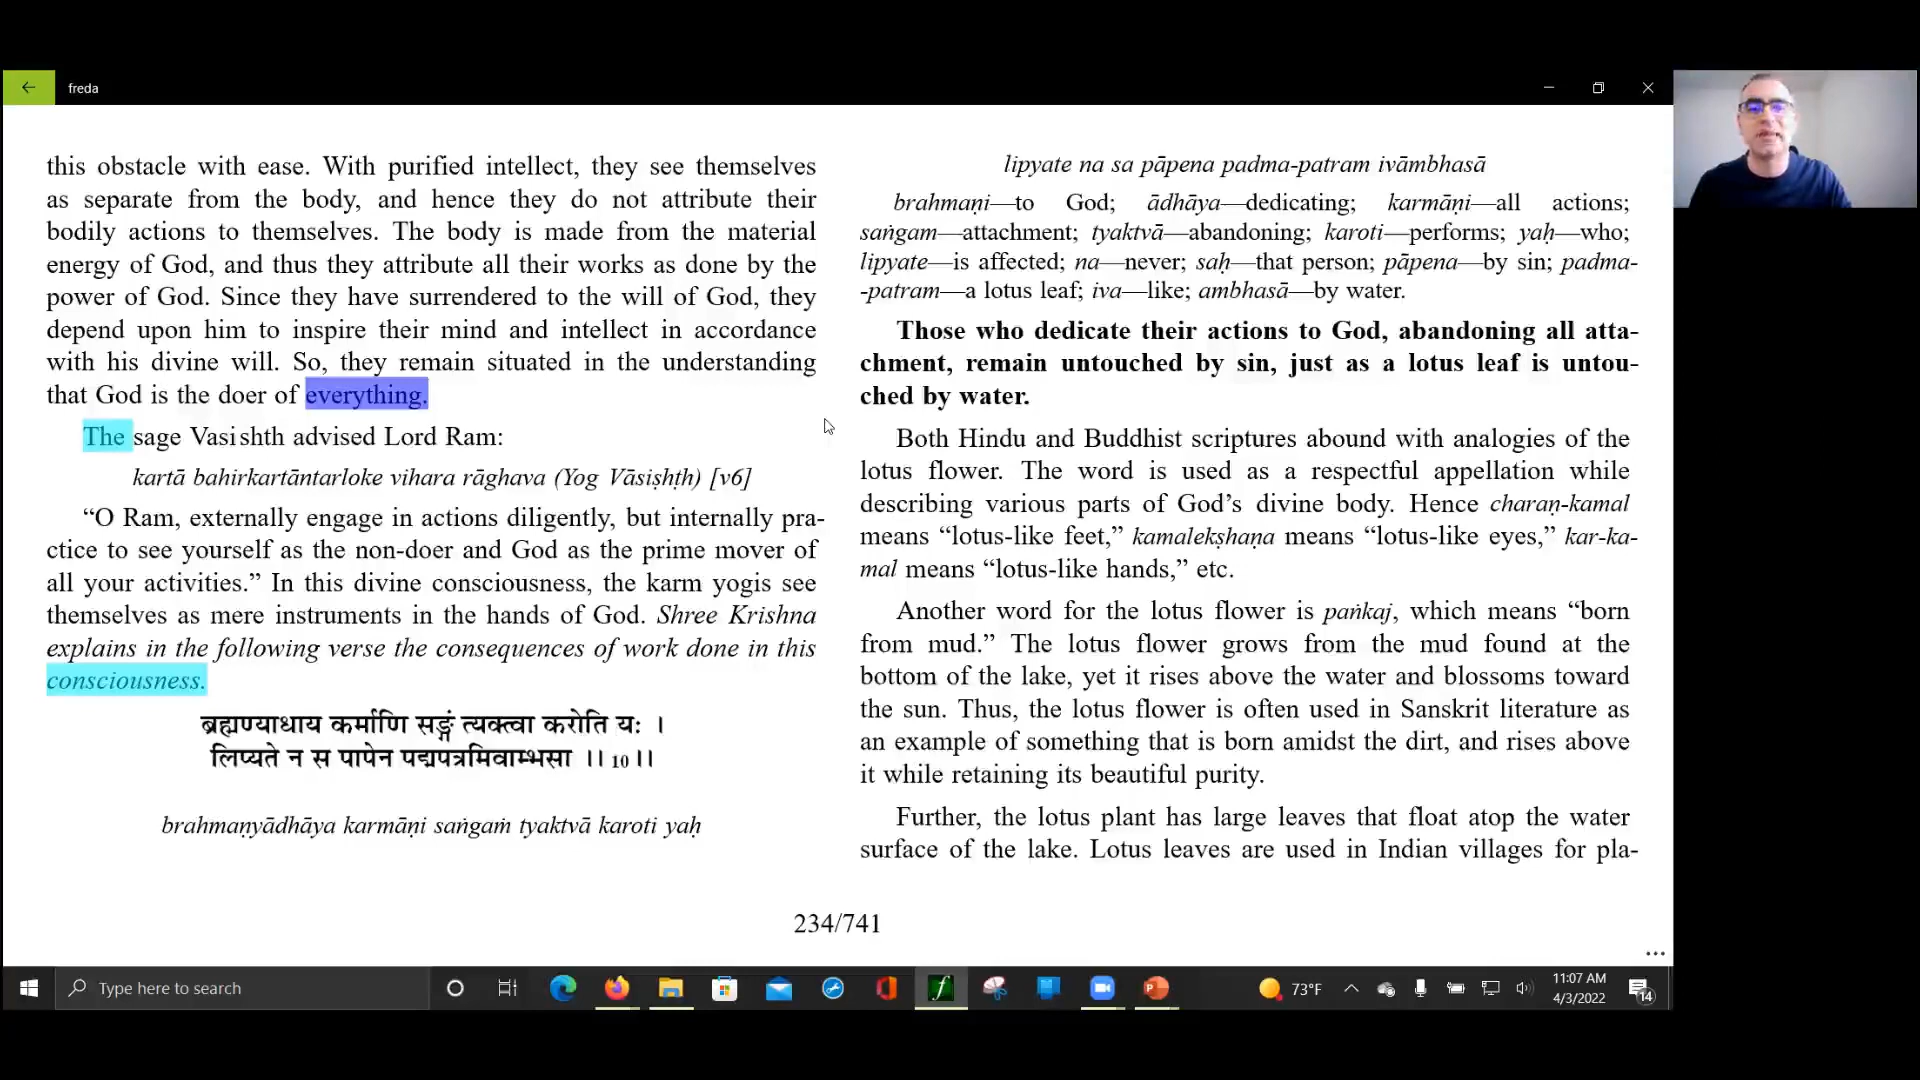 freda
this obstacle with ease. With purified intellect, they see themselves
as separate from the body, and hence they do not attribute their
bodily actions to themselves. The body is made from the material
energy of God, and thus they attribute all their works as done by the
power of God. Since they have surrendered to the will of God, they
depend upon him to inspire their mind and intellect in accordance
with his divine will. So, they remain situated in the understanding
that God is the doer of everything.
The sage Vasishth advised Lord Ram:
kartā bahirkartāntarloke vihara rāghava (Yog Vāsiṣhṭh) [v6]
“O Ram, externally engage in actions diligently, but internally pra-
ctice to see yourself as the non-doer and God as the prime mover of
all your activities.” In this divine consciousness, the karm yogis see
themselves as mere instruments in the hands of God. Shree Krishna
explains in the following verse the consequences of work done in this
consciousness.
ब्रह्मण्याधाय कर्माणि सङ्गं त्यक्त्वा करोति यः ।
लिप्यते न स पापेन पद्मपत्रमिवाम्भसा ।। 10 ।।
brahmaṇyādhāya karmāṇi saṅgaṁ tyaktvā karoti yaḥ
lipyate na sa pāpena padma-patram ivāmbhasā
brahmaṇi—to God; ādhāya—dedicating; karmāṇi—all actions;
saṅgam—attachment; tyaktvā—abandoning; karoti—performs; yaḥ—who;
lipyate—is affected; na—never; saḥ—that person; pāpena—by sin; padma-
-patram—a lotus leaf; iva—like; ambhasā—by water.
Those who dedicate their actions to God, abandoning all atta-
chment, remain untouched by sin, just as a lotus leaf is untou-
ched by water.
Both Hindu and Buddhist scriptures abound with analogies of the
lotus flower. The word is used as a respectful appellation while
describing various parts of God’s divine body. Hence charaṇ-kamal
means “lotus-like feet,” kamalekṣhaṇa means “lotus-like eyes,” kar-ka-
mal means “lotus-like hands,” etc.
Another word for the lotus flower is paṅkaj, which means “born
from mud.” The lotus flower grows from the mud found at the
bottom of the lake, yet it rises above the water and blossoms toward
the sun. Thus, the lotus flower is often used in Sanskrit literature as
an example of something that is born amidst the dirt, and rises above
it while retaining its beautiful purity.
Further, the lotus plant has large leaves that float atop the water
surface of the lake. Lotus leaves are used in Indian villages for pla-
234/741
Type here to search
73°F
11:07 AM
4/3/2022
14